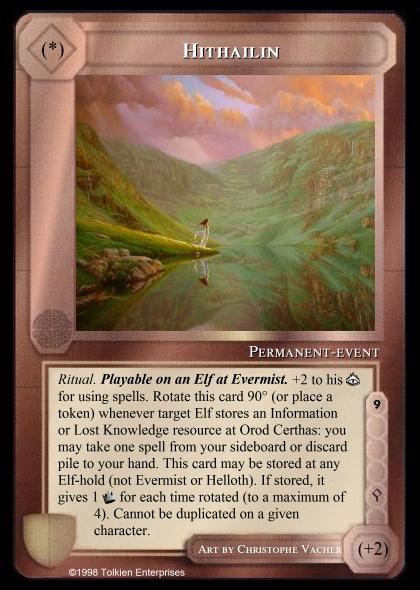 (*)
HITHAILIN
PERMANENT-EVENT
Ritual. Playable on an Elf at Evermist. +2 to his
for using spells. Rotate this card 90° (or place a
token) whenever target Elf stores an Information
or Lost Knowledge resource at Orod Certhas: you
may take one spell from your sideboard or discard
pile to your hand. This card may be stored at any
Elf-hold (not Evermist or Helloth). If stored, it
gives 1 for each time rotated (to a maximum of
4). Cannot be duplicated on a given
character.
9
ART BY CHRISTOPHE VACHER
(+2)
©1998 Tolkien Enterprises